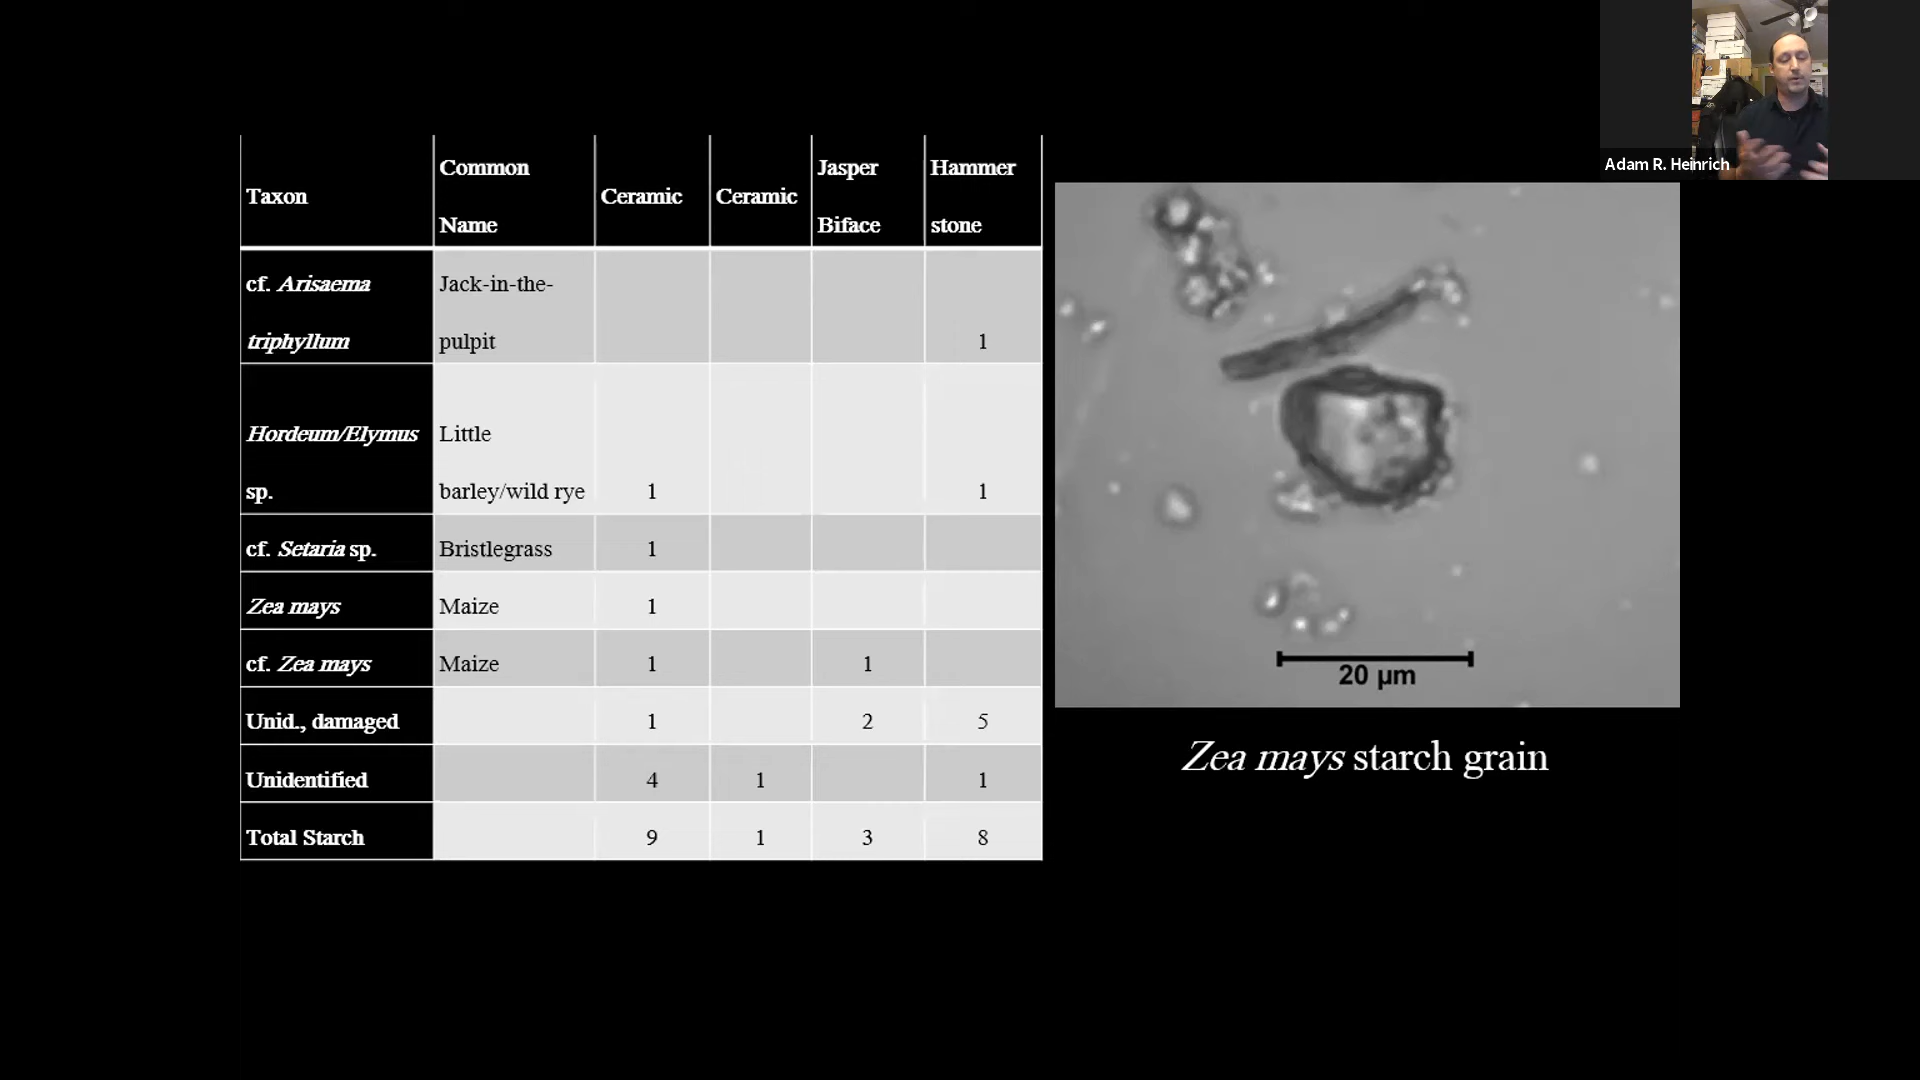 Adam R. Heinrich
Taxon
Common
Name
Ceramic
Ceramic
Jasper
Biface
Hammer
stone
cf. Arisaema
triphyllum
Jack-in-the-
pulpit
1
Hordeum/Elymus
sp.
Little
barley/wild rye
1
1
cf. Setaria sp.
Bristlegrass
1
Zea mays
Maize
1
cf. Zea mays
Maize
1
1
Unid., damaged
1
2
5
Unidentified
4
1
1
Total Starch
9
1
3
8
20 µm
Zea mays starch grain